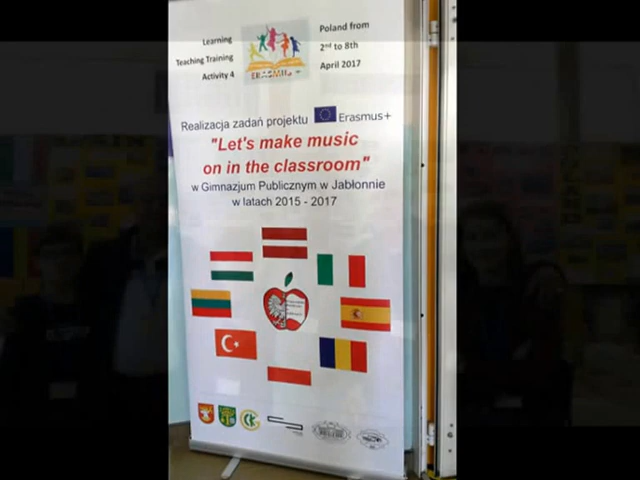 Learning
Teaching Training
Activity 4
ERASMUS +
Poland from
2nd to 8th
April 2017
Realizacja zadań projektu Erasmus+
"Let's make music
on in the classroom"
w Gimnazjum Publicznym w Jabłonnie
w latach 2015 - 2017